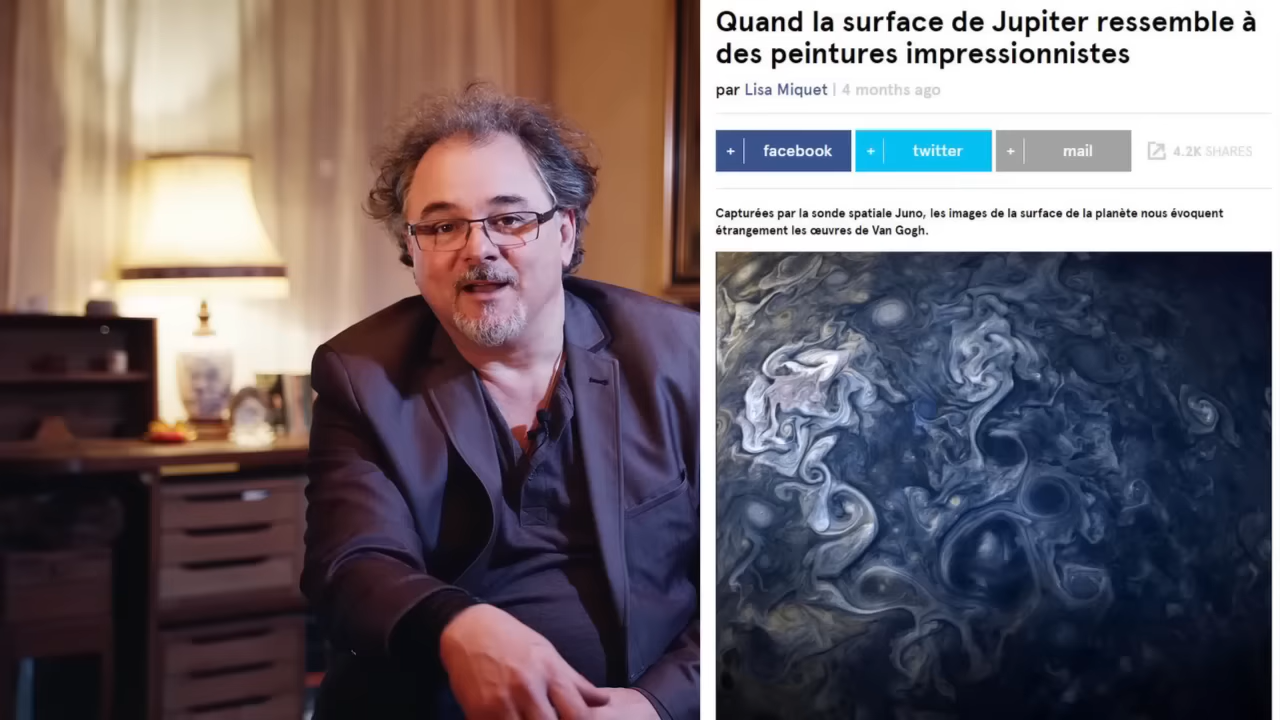 Quand la surface de Jupiter ressemble à
des peintures impressionnistes
par Lisa Miquet | 4 months ago
+ | facebook
+ | twitter
+ | mail
4.2K SHARES
Capturées par la sonde spatiale Juno, les images de la surface de la planète nous évoquent
étrangement les œuvres de Van Gogh.